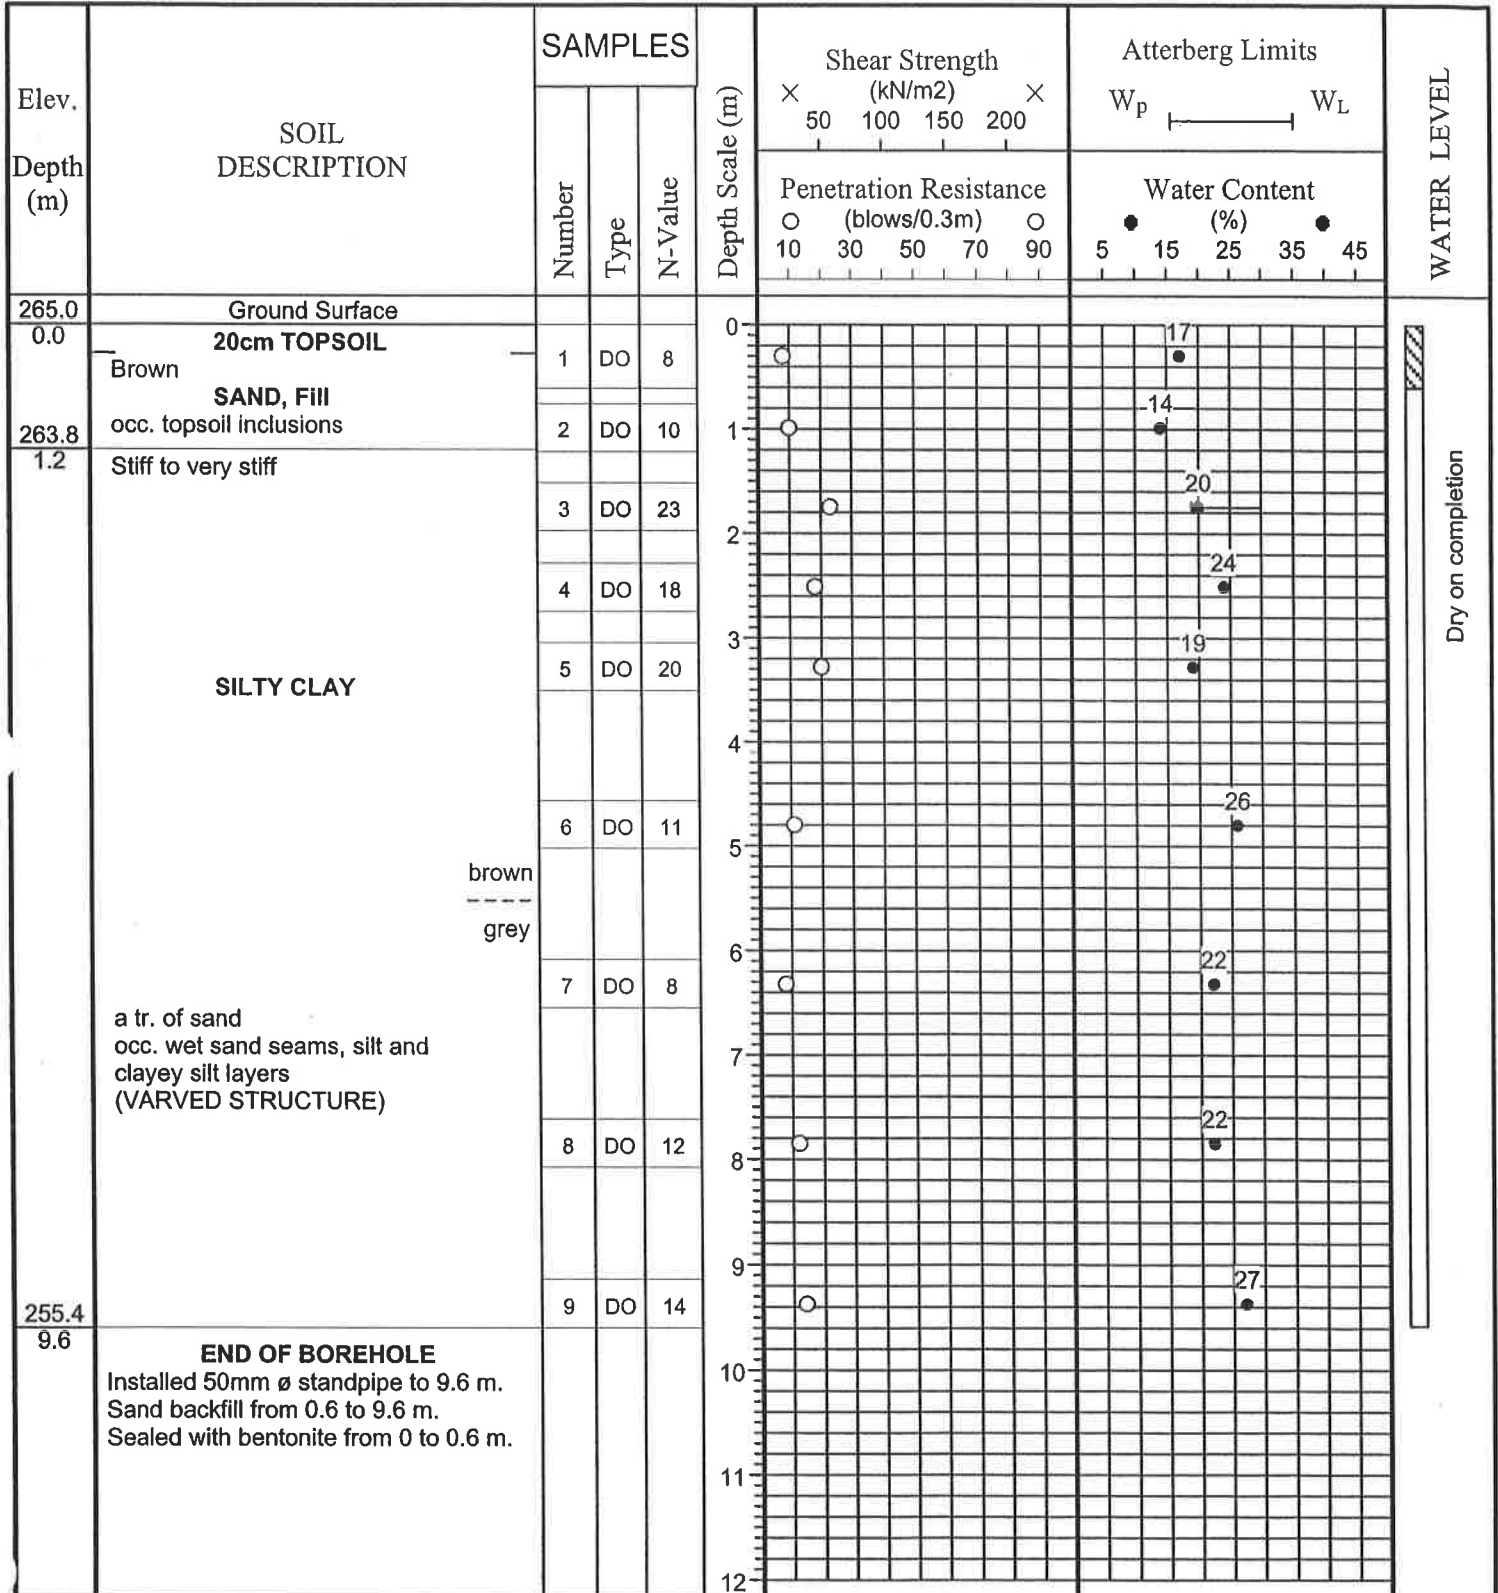 Elev.
Depth
(m)
SOIL
DESCRIPTION
SAMPLES
Number
Type
N-Value
Depth Scale (m)
Shear Strength
× (kN/m2) ×
50 100 150 200
Penetration Resistance
○ (blows/0.3m) ○
10 30 50 70 90
Atterberg Limits
Wp WL
Water Content
● (%) ●
5 15 25 35 45
WATER LEVEL
265.0 Ground Surface
0.0 20cm TOPSOIL
Brown
SAND, Fill
occ. topsoil inclusions
263.8
1.2 Stiff to very stiff
SILTY CLAY
brown
----
grey
a tr. of sand
occ. wet sand seams, silt and
clayey silt layers
(VARVED STRUCTURE)
255.4
9.6
END OF BOREHOLE
Installed 50mm ø standpipe to 9.6 m.
Sand backfill from 0.6 to 9.6 m.
Sealed with bentonite from 0 to 0.6 m.
1 DO 8
2 DO 10
3 DO 23
4 DO 18
5 DO 20
6 DO 11
7 DO 8
8 DO 12
9 DO 14
0
1
2
3
4
5
6
7
8
9
10
11
12
17
14
20
24
19
26
22
22
27
Dry on completion